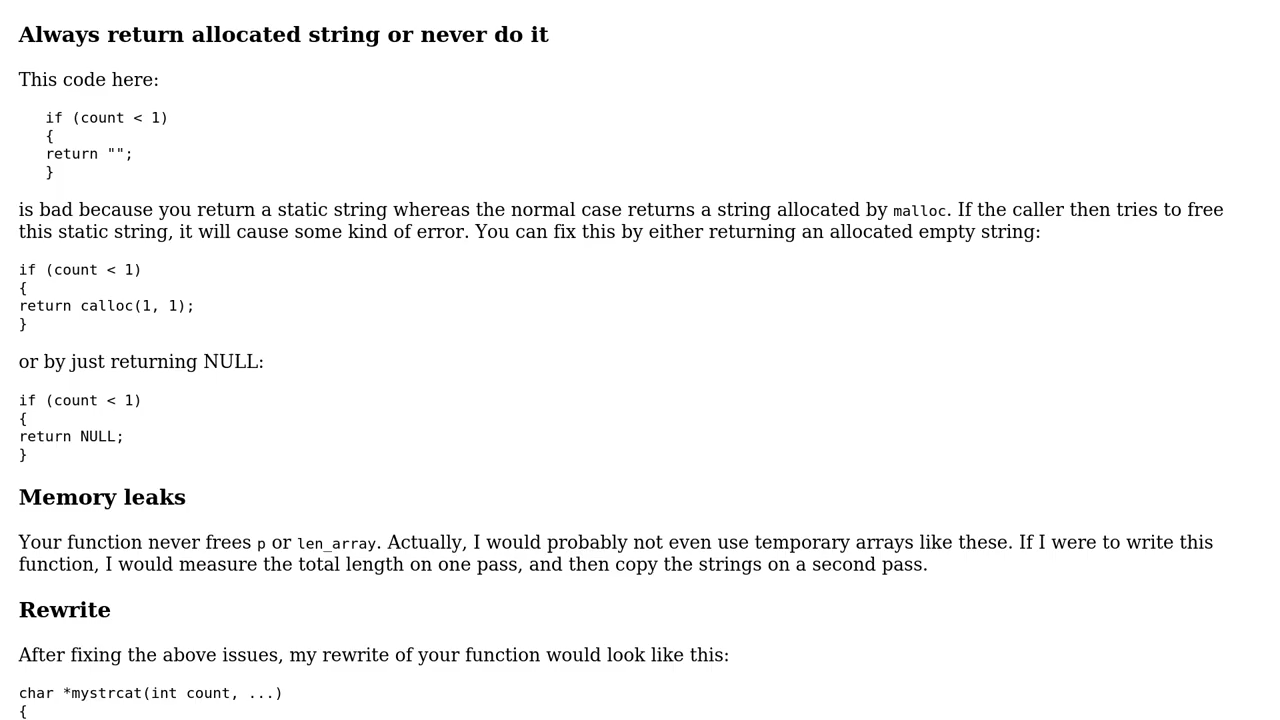 Always return allocated string or never do it
This code here:
if (count < 1)
{
return "";
}
is bad because you return a static string whereas the normal case returns a string allocated by malloc. If the caller then tries to free
this static string, it will cause some kind of error. You can fix this by either returning an allocated empty string:
if (count < 1)
{
return calloc(1, 1);
}
or by just returning NULL:
if (count < 1)
{
return NULL;
}
Memory leaks
Your function never frees p or len_array. Actually, I would probably not even use temporary arrays like these. If I were to write this
function, I would measure the total length on one pass, and then copy the strings on a second pass.
Rewrite
After fixing the above issues, my rewrite of your function would look like this:
char *mystrcat(int count, ...)
{